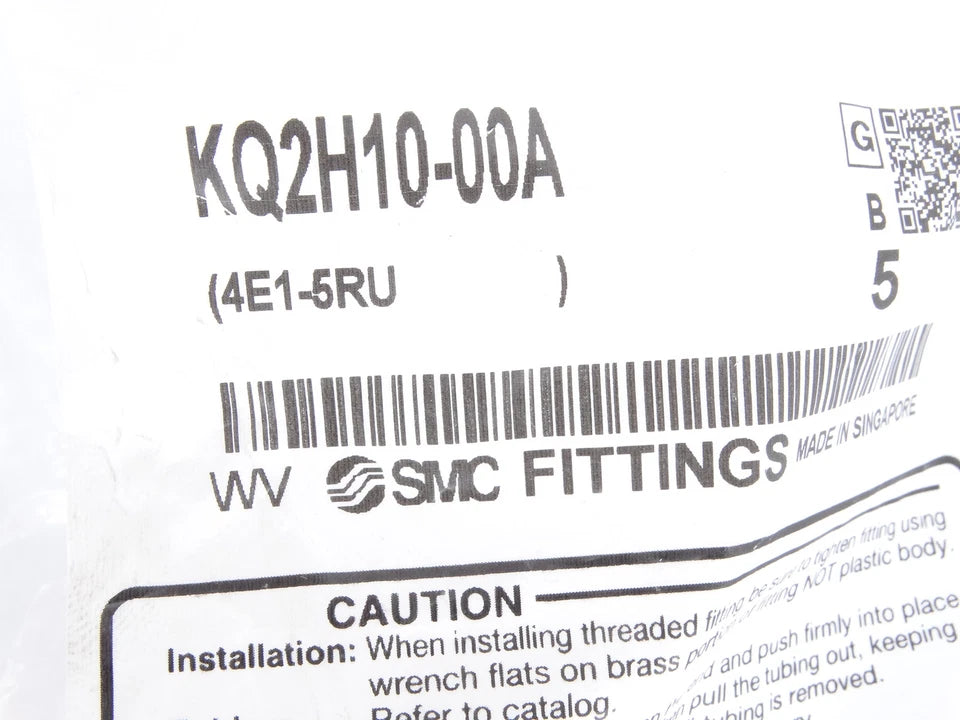 KQ2H10-00A
G
B
(4E1-5RU )
5
WV SMC FITTINGS MADE IN SINGAPORE
CAUTION
Installation: When installing threaded fitting, be sure to tighten fitting using
wrench flats on brass portion of fitting NOT plastic body.
Refer to catalog.
and push firmly into place
pull the tubing out, keeping
tubing is removed.